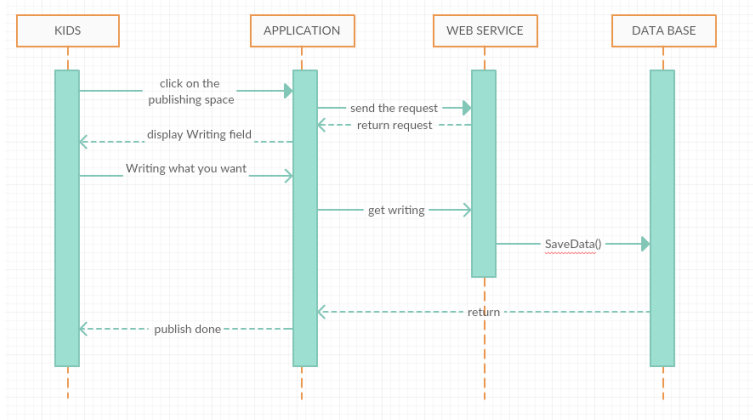 KIDS
APPLICATION
WEB SERVICE
DATA BASE
click on the
publishing space
send the request
return request
display Writing field
Writing what you want
get writing
SaveData()
return
publish done